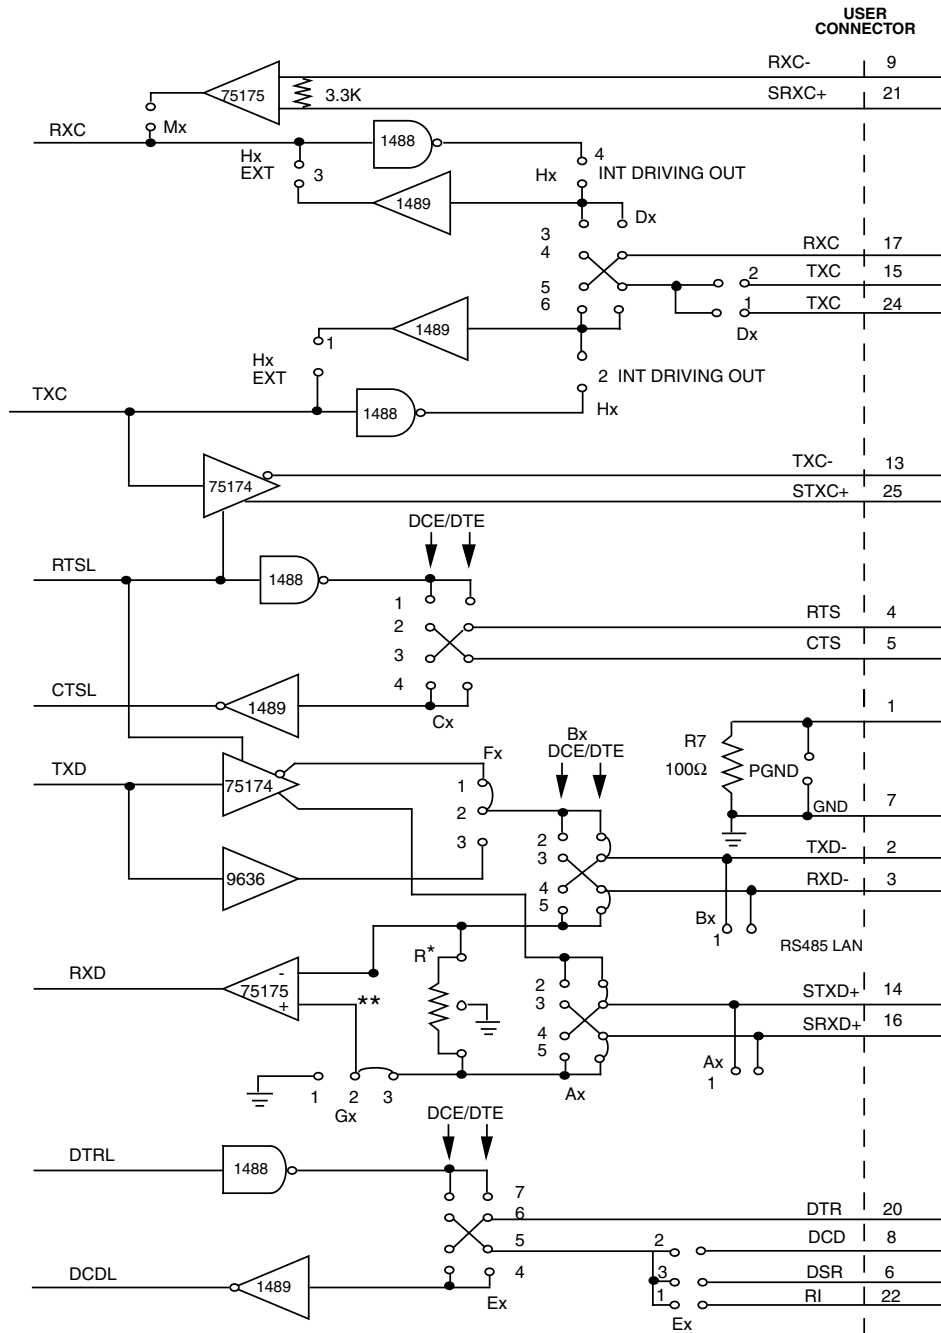 USER
CONNECTOR
RXC- 9
75175 3.3K
SRXC+ 21
Mx
RXC
1488
Hx
EXT 3
4
Hx INT DRIVING OUT
1489
Dx
3
4
RXC 17
5
2 TXC 15
6
1 TXC 24
Dx
1489
1
Hx
EXT
2 INT DRIVING OUT
TXC
1488
Hx
TXC- 13
75174
STXC+ 25
DCE/DTE
RTSL
1488
1
2
RTS 4
3
CTS 5
4
CTSL
1489
Cx
1
Bx
DCE/DTE
R7
100Ω
PGND
Fx
TXD
75174
1
2
3
GND 7
2
3
TXD- 2
9636
4
RXD- 3
5
Bx
1
RS485 LAN
R*
RXD
-
75175
+
**
2
3
STXD+ 14
4
SRXD+ 16
5
Ax
1
1 2 3
Gx
Ax
DCE/DTE
DTRL
1488
7
6
DTR 20
5
2 DCD 8
4
3 DSR 6
DCDL
1489
1 RI 22
Ex
Ex